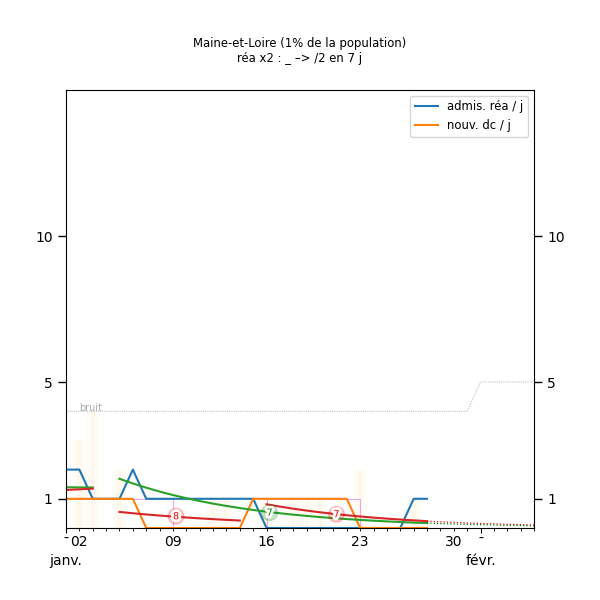 Maine-et-Loire (1% de la population)
réa x2 : _ –> /2 en 7 j
admis. réa / j
nouv. dc / j
10 10
5 5
bruit
1 1
8 7 7
02 09 16 23 30
janv. févr.